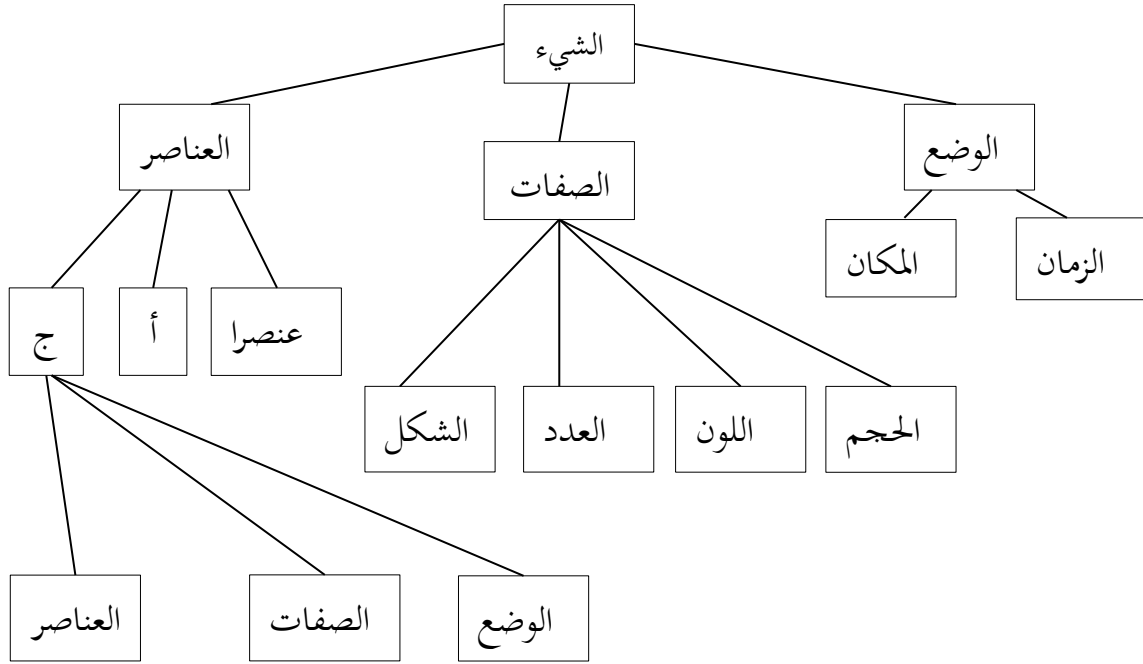 الشيء
الوضع
الصفات
العناصر
الزمان
المكان
عنصرا
أ
ج
الحجم
اللون
العدد
الشكل
الوضع
الصفات
العناصر